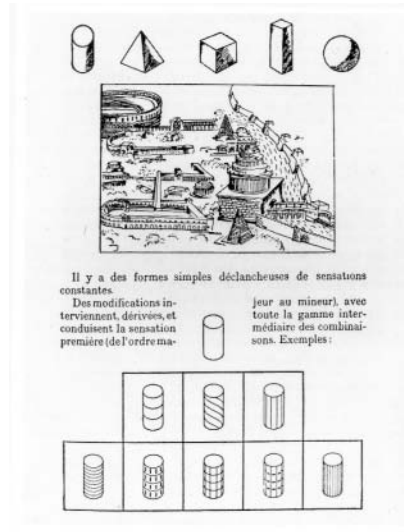 Il y a des formes simples déclancheuses de sensations
constantes.
Des modifications in-
terviennent, dérivées, et
conduisent la sensation
première (de l'ordre ma-
jeur au mineur), avec
toute la gamme inter-
médiaire des combinai-
sons. Exemples :